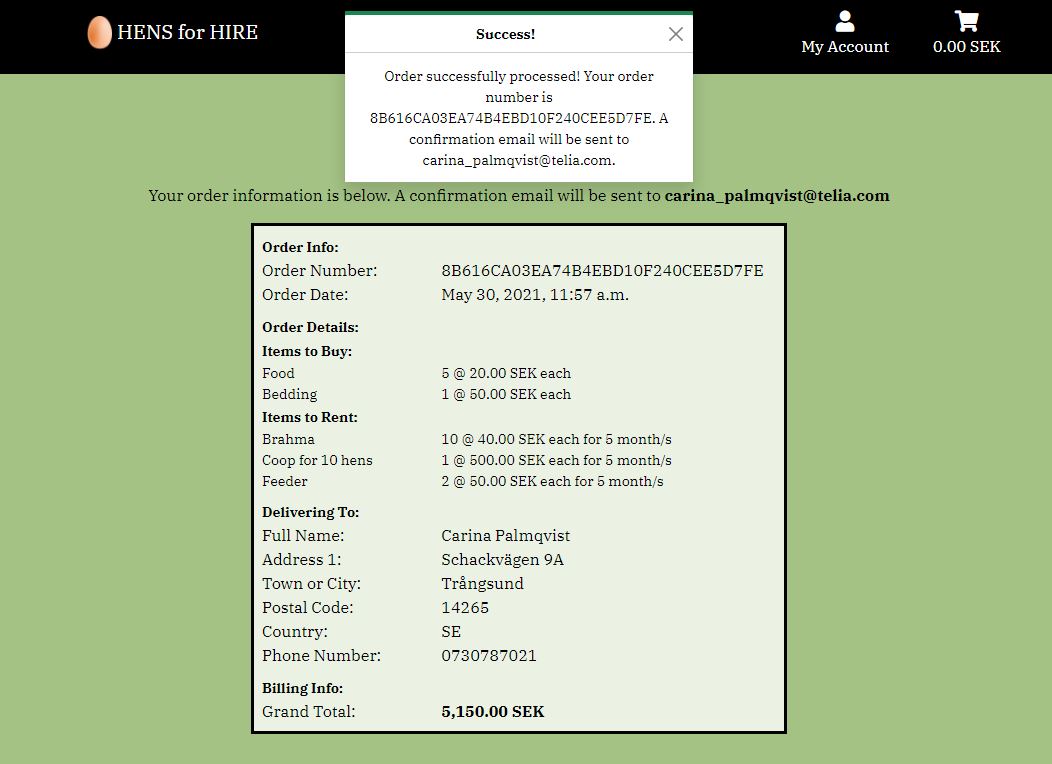 HENS for HIRE
My Account
0.00 SEK
Success!
Order successfully processed! Your order
number is
8B616CA03EA74B4EBD10F240CEE5D7FE. A
confirmation email will be sent to
carina_palmqvist@telia.com.
Your order information is below. A confirmation email will be sent to carina_palmqvist@telia.com
Order Info:
Order Number: 8B616CA03EA74B4EBD10F240CEE5D7FE
Order Date: May 30, 2021, 11:57 a.m.
Order Details:
Items to Buy:
Food 5 @ 20.00 SEK each
Bedding 1 @ 50.00 SEK each
Items to Rent:
Brahma 10 @ 40.00 SEK each for 5 month/s
Coop for 10 hens 1 @ 500.00 SEK each for 5 month/s
Feeder 2 @ 50.00 SEK each for 5 month/s
Delivering To:
Full Name: Carina Palmqvist
Address 1: Schackvägen 9A
Town or City: Trångsund
Postal Code: 14265
Country: SE
Phone Number: 0730787021
Billing Info:
Grand Total: 5,150.00 SEK